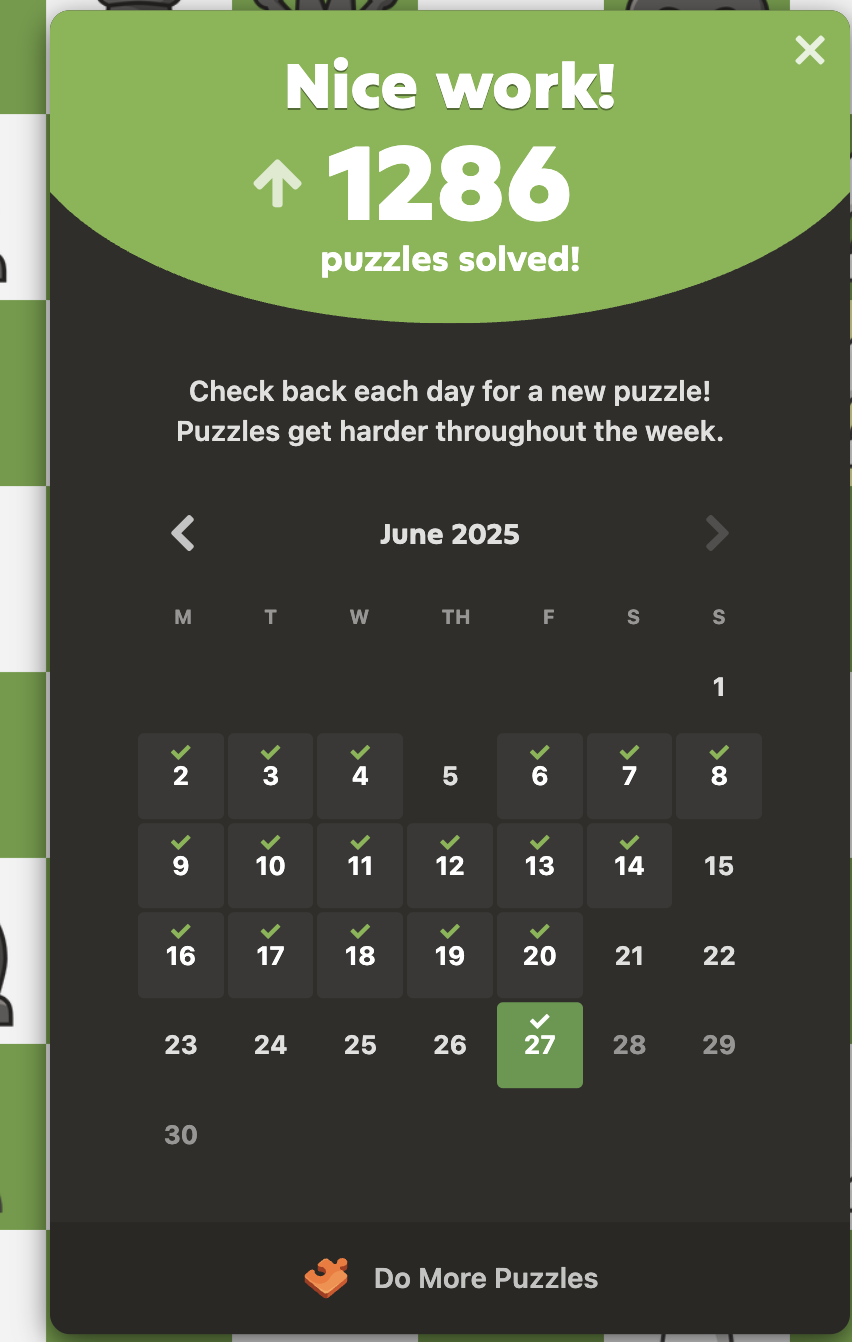 Nice work!
1286
puzzles solved!
Check back each day for a new puzzle!
Puzzles get harder throughout the week.
June 2025
M T W TH F S S
1
2 3 4 5 6 7 8
9 10 11 12 13 14 15
16 17 18 19 20 21 22
23 24 25 26 27 28 29
30
Do More Puzzles